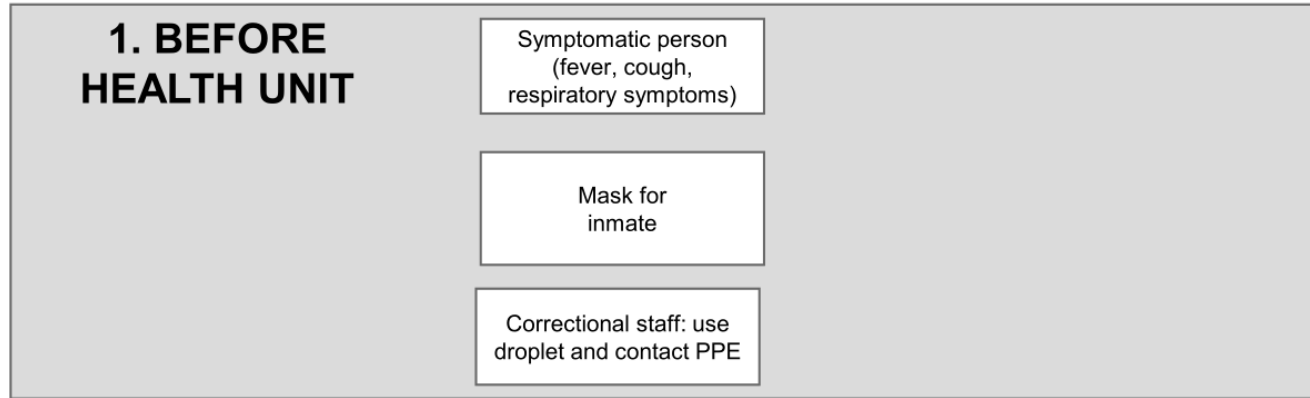 1. BEFORE
HEALTH UNIT
Symptomatic person
(fever, cough,
respiratory symptoms)
Mask for
inmate
Correctional staff: use
droplet and contact PPE